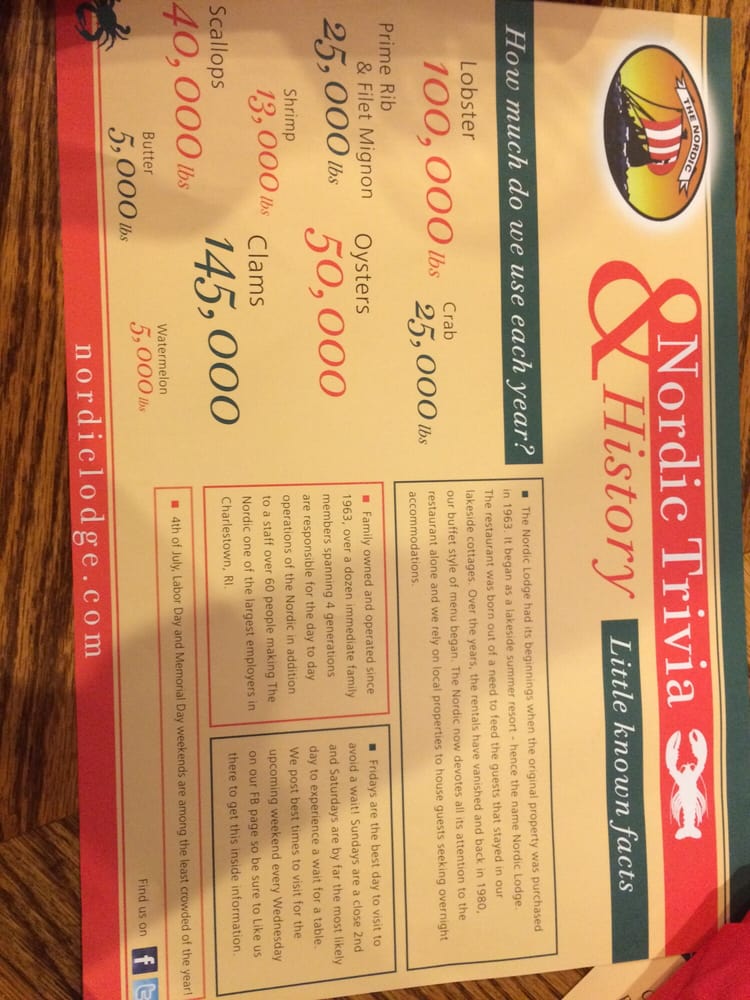 THE NORDIC
Nordic Trivia
& History
How much do we use each year?
Lobster
100,000 lbs
Crab
25,000 lbs
Prime Rib
& Filet Mignon
25,000 lbs
Oysters
50,000
Shrimp
13,000 lbs
Clams
145,000
Scallops
40,000 lbs
Butter
5,000 lbs
Watermelon
5,000 lbs
Little known facts
■ The Nordic Lodge had its beginnings when the original property was purchased
in 1963. It began as a lakeside summer resort - hence the name Nordic Lodge.
The restaurant was born out of a need to feed the guests that stayed in our
lakeside cottages. Over the years, the rentals have vanished and back in 1980,
our buffet style of menu began. The Nordic now devotes all its attention to the
restaurant alone and we rely on local properties to house guests seeking overnight
accommodations.
■ Family owned and operated since
1963, over a dozen immediate family
members spanning 4 generations
are responsible for the day to day
operations of the Nordic in addition
to a staff over 60 people making The
Nordic one of the largest employers in
Charlestown, RI.
■ Fridays are the best day to visit to
avoid a wait! Sundays are a close 2nd
and Saturdays are by far the most likely
day to experience a wait for a table.
We post best times to visit for the
upcoming weekend every Wednesday
on our FB page so be sure to Like us
there to get this inside information.
■ 4th of July, Labor Day and Memorial Day weekends are among the least crowded of the year!
nordiclodge.com
Find us on f t